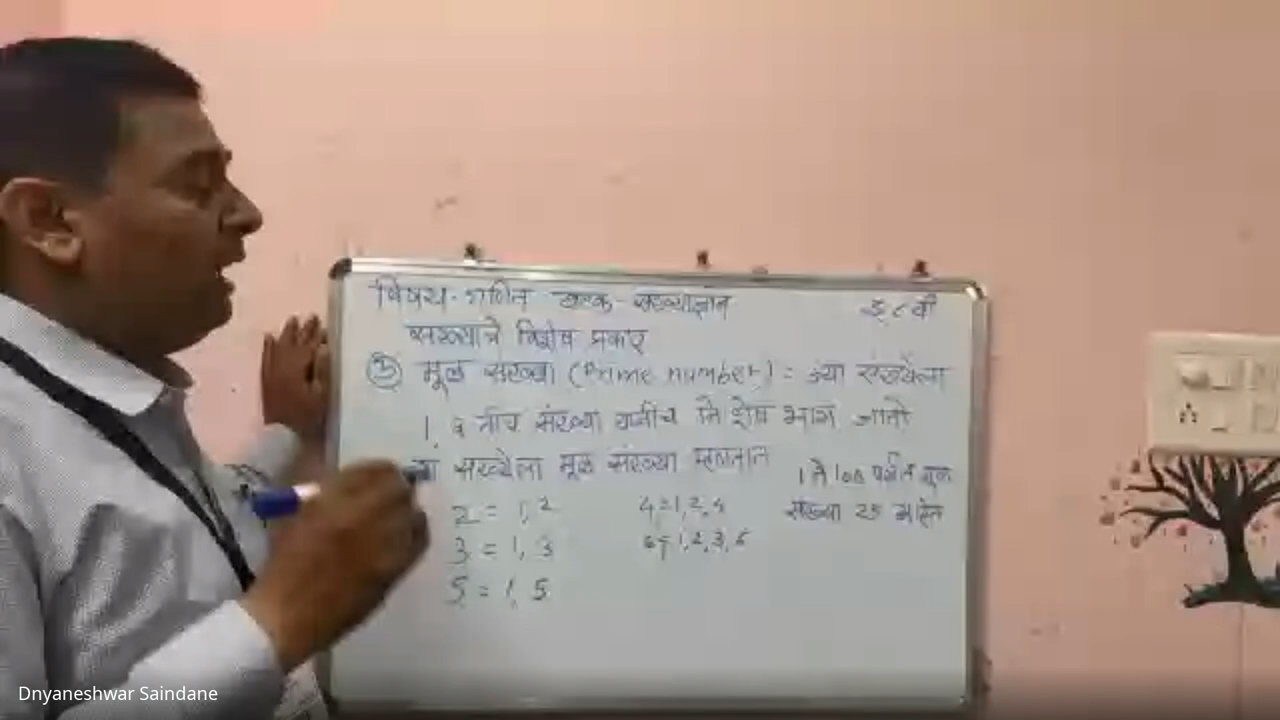 विषय - गणित घटक - संख्याज्ञान इ. ८ वी
संख्यांचे विशेष प्रकार
③ मूळ संख्या (Prime number) = ज्या संख्येला
1 व तीच संख्या यांनीच नि:शेष भाग जातो
त्या संख्येला मूळ संख्या म्हणतात
1 ते 100 पर्यंत मूळ
संख्या 25 आहेत
2 = 1, 2
3 = 1, 3
5 = 1, 5
4 = 1, 2, 4
6 = 1, 2, 3, 6
Dnyaneshwar Saindane